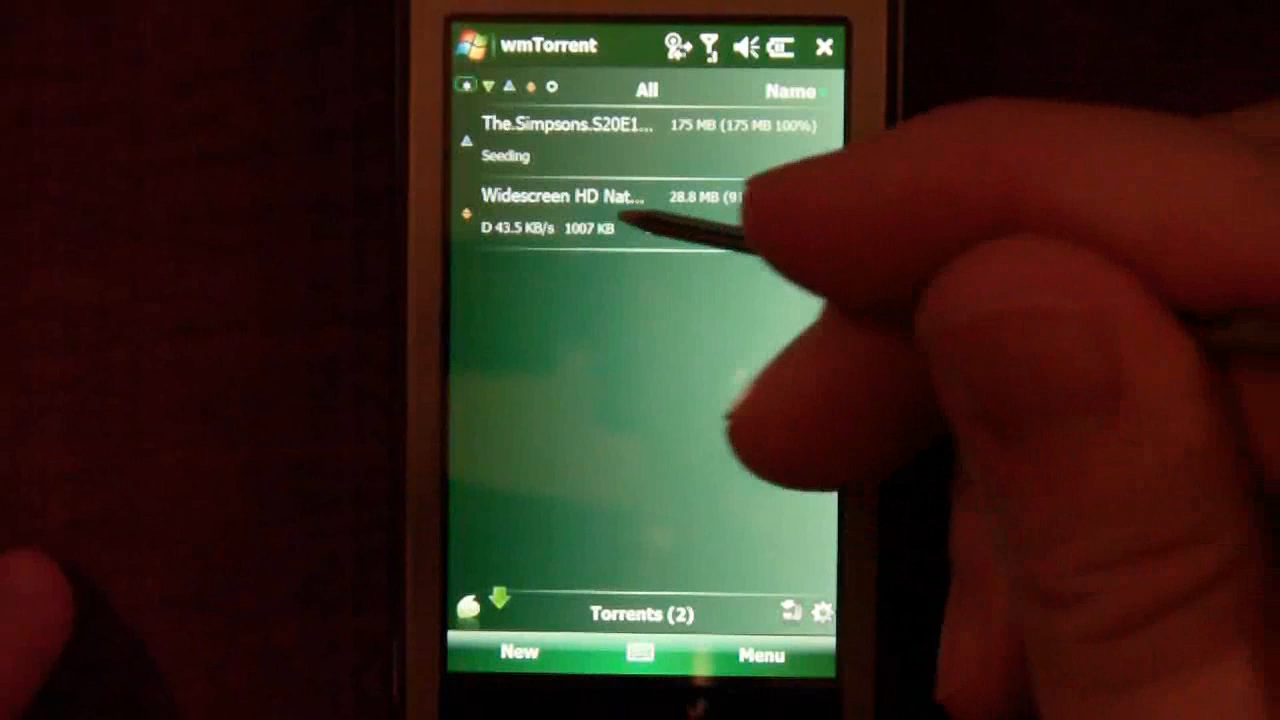 wmTorrent
All Name
The.Simpsons.S20E1... 175 MB (175 MB 100%)
Seeding
Widescreen HD Nat... 28.8 MB (9
D 43.5 KB/s 1007 KB
Torrents (2)
New Menu